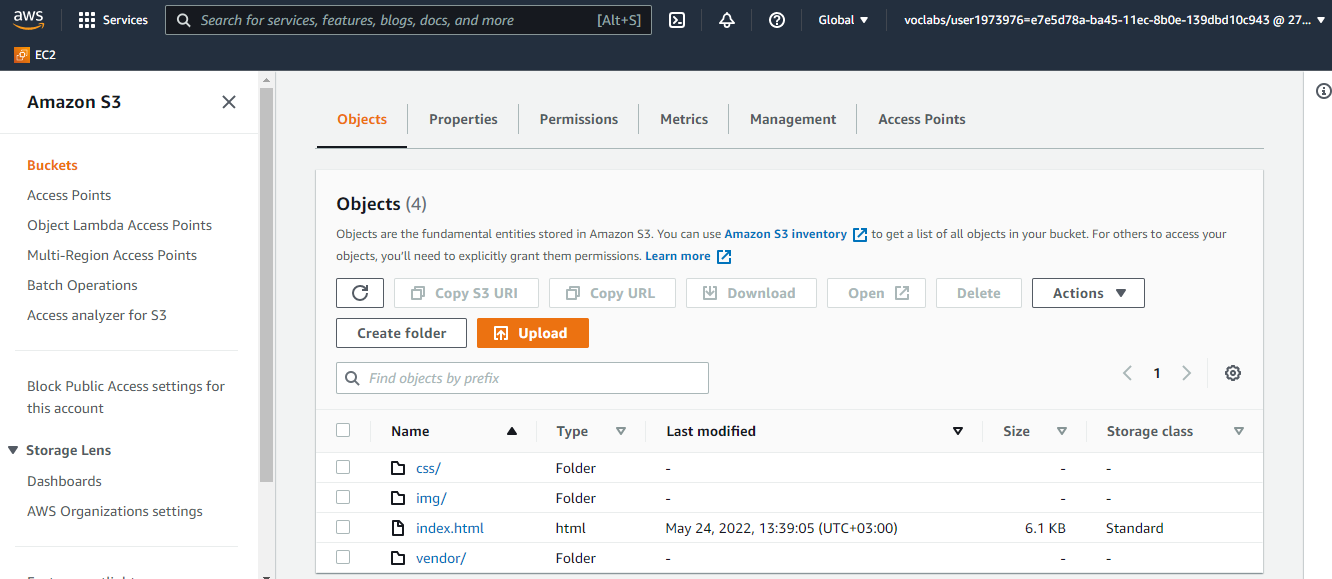 aws
Services
Search for services, features, blogs, docs, and more
[Alt+S]
Global
voclabs/user1973976=e7e5d78a-ba45-11ec-8b0e-139dbd10c943 @ 27...
EC2
Amazon S3
Buckets
Access Points
Object Lambda Access Points
Multi-Region Access Points
Batch Operations
Access analyzer for S3
Block Public Access settings for
this account
Storage Lens
Dashboards
AWS Organizations settings
Objects
Properties
Permissions
Metrics
Management
Access Points
Objects (4)
Objects are the fundamental entities stored in Amazon S3. You can use Amazon S3 inventory to get a list of all objects in your bucket. For others to access your
objects, you'll need to explicitly grant them permissions. Learn more
Copy S3 URI
Copy URL
Download
Open
Delete
Actions
Create folder
Upload
Find objects by prefix
1
Name Type Last modified Size Storage class
css/ Folder - - -
img/ Folder - - -
index.html html May 24, 2022, 13:39:05 (UTC+03:00) 6.1 KB Standard
vendor/ Folder - - -